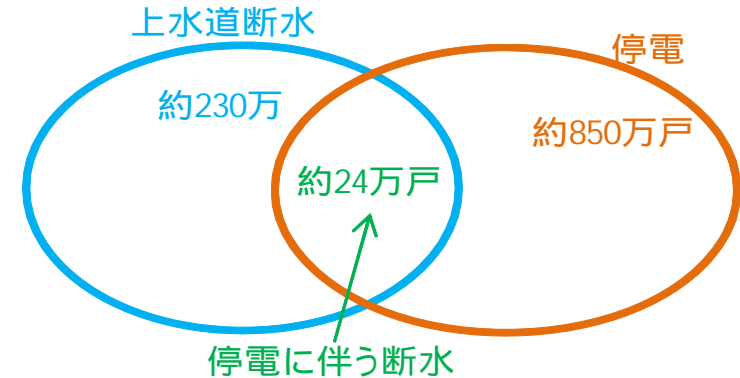 上水道断水
停電
約230万
約850万戸
約24万戸
停電に伴う断水